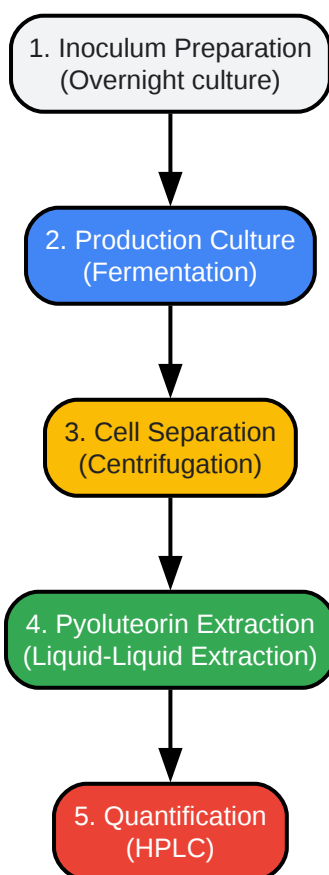 1. Inoculum Preparation
(Overnight culture)
2. Production Culture
(Fermentation)
3. Cell Separation
(Centrifugation)
4. Pyoluteorin Extraction
(Liquid-Liquid Extraction)
5. Quantification
(HPLC)